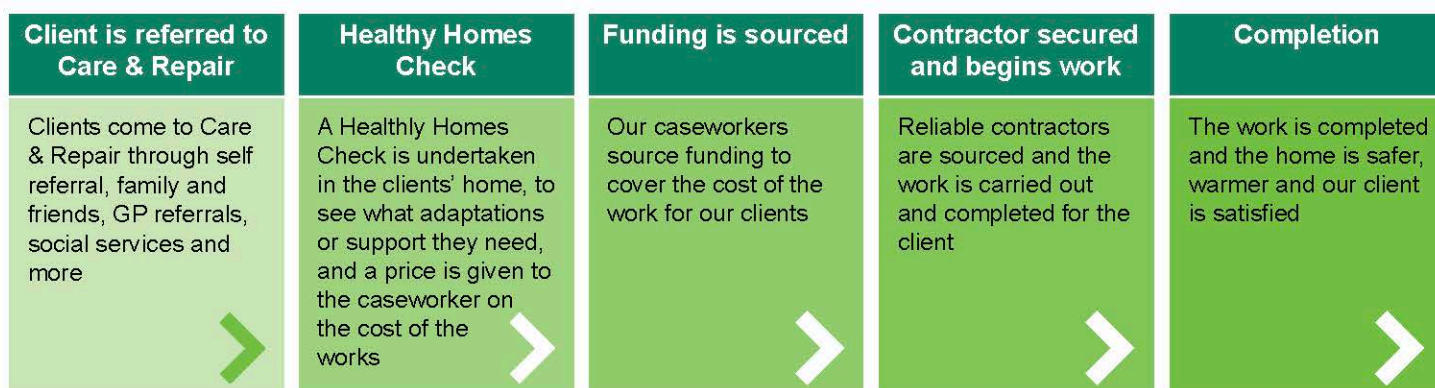 Client is referred to
Care & Repair
Clients come to Care
& Repair through self
referral, family and
friends, GP referrals,
social services and
more
Healthy Homes
Check
A Healthly Homes
Check is undertaken
in the clients' home, to
see what adaptations
or support they need,
and a price is given to
the caseworker on
the cost of the
works
Funding is sourced
Our caseworkers
source funding to
cover the cost of the
work for our clients
Contractor secured
and begins work
Reliable contractors
are sourced and the
work is carried out
and completed for the
client
Completion
The work is completed
and the home is safer,
warmer and our client
is satisfied